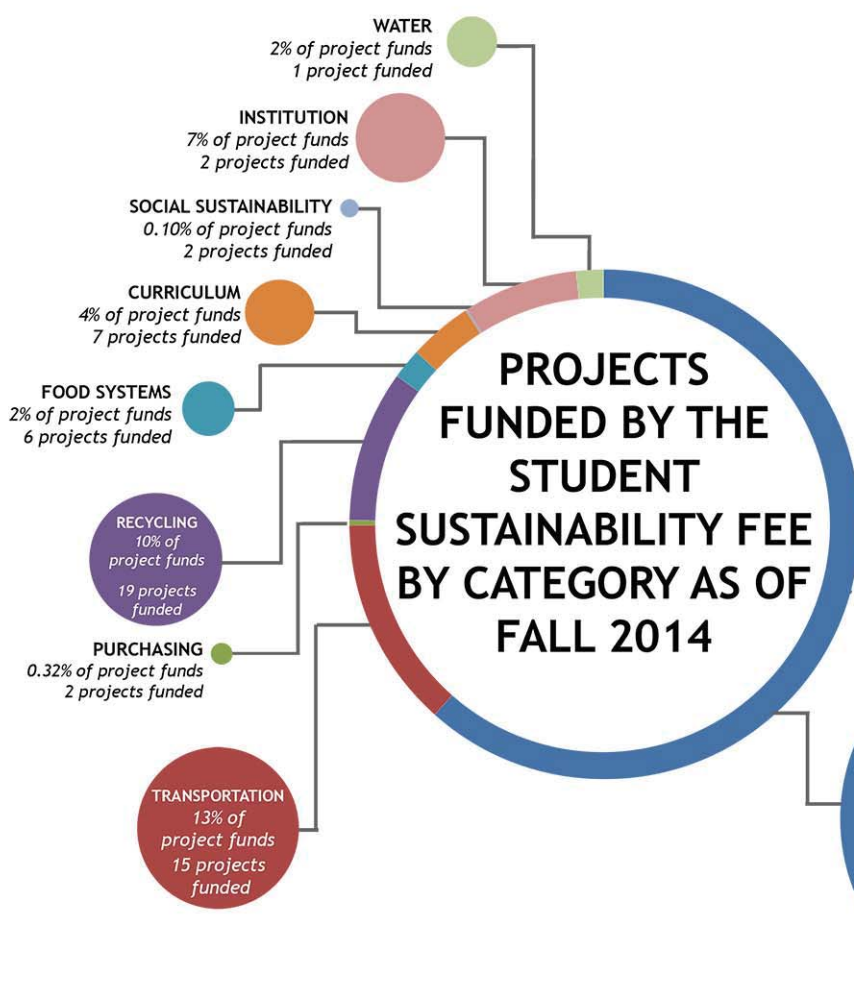 WATER
2% of project funds
1 project funded
INSTITUTION
7% of project funds
2 projects funded
SOCIAL SUSTAINABILITY
0.10% of project funds
2 projects funded
CURRICULUM
4% of project funds
7 projects funded
FOOD SYSTEMS
2% of project funds
6 projects funded
RECYCLING
10% of
project funds
19 projects
funded
PURCHASING
0.32% of project funds
2 projects funded
TRANSPORTATION
13% of
project funds
15 projects
funded
PROJECTS
FUNDED BY THE
STUDENT
SUSTAINABILITY FEE
BY CATEGORY AS OF
FALL 2014